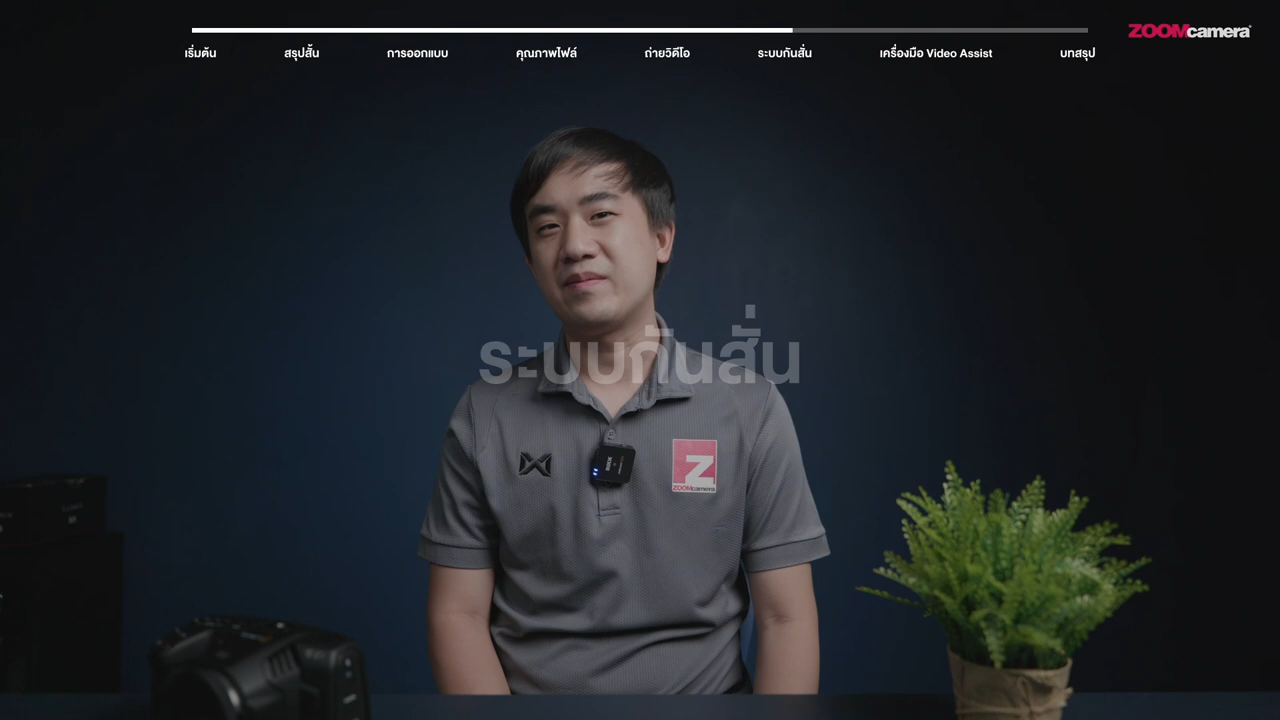 ZOOMcamera
เริ่มต้น สรุปสั้น การออกแบบ คุณภาพไฟล์ ถ่ายวิดีโอ ระบบกันสั่น เครื่องมือ Video Assist บทสรุป
ระบบกันสั่น
RODE
Z
ZOOMcamera